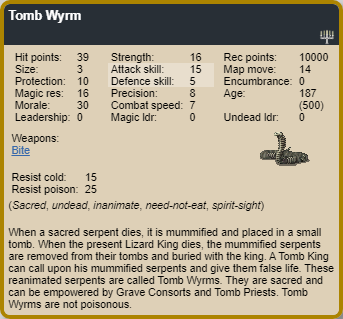 Tomb Wyrm
Hit points: 39 Strength: 16 Rec points: 10000
Size: 3 Attack skill: 15 Map move: 14
Protection: 10 Defence skill: 5 Encumbrance: 0
Magic res: 16 Precision: 8 Age: 187
Morale: 30 Combat speed: 7 (500)
Leadership: 0 Magic ldr: 0 Undead ldr: 0
Weapons:
Bite
Resist cold: 15
Resist poison: 25
(Sacred, undead, inanimate, need-not-eat, spirit-sight)
When a sacred serpent dies, it is mummified and placed in a small
tomb. When the present Lizard King dies, the mummified serpents
are removed from their tombs and buried with the king. A Tomb King
can call upon his mummified serpents and give them false life. These
reanimated serpents are called Tomb Wyrms. They are sacred and
can be empowered by Grave Consorts and Tomb Priests. Tomb
Wyrms are not poisonous.